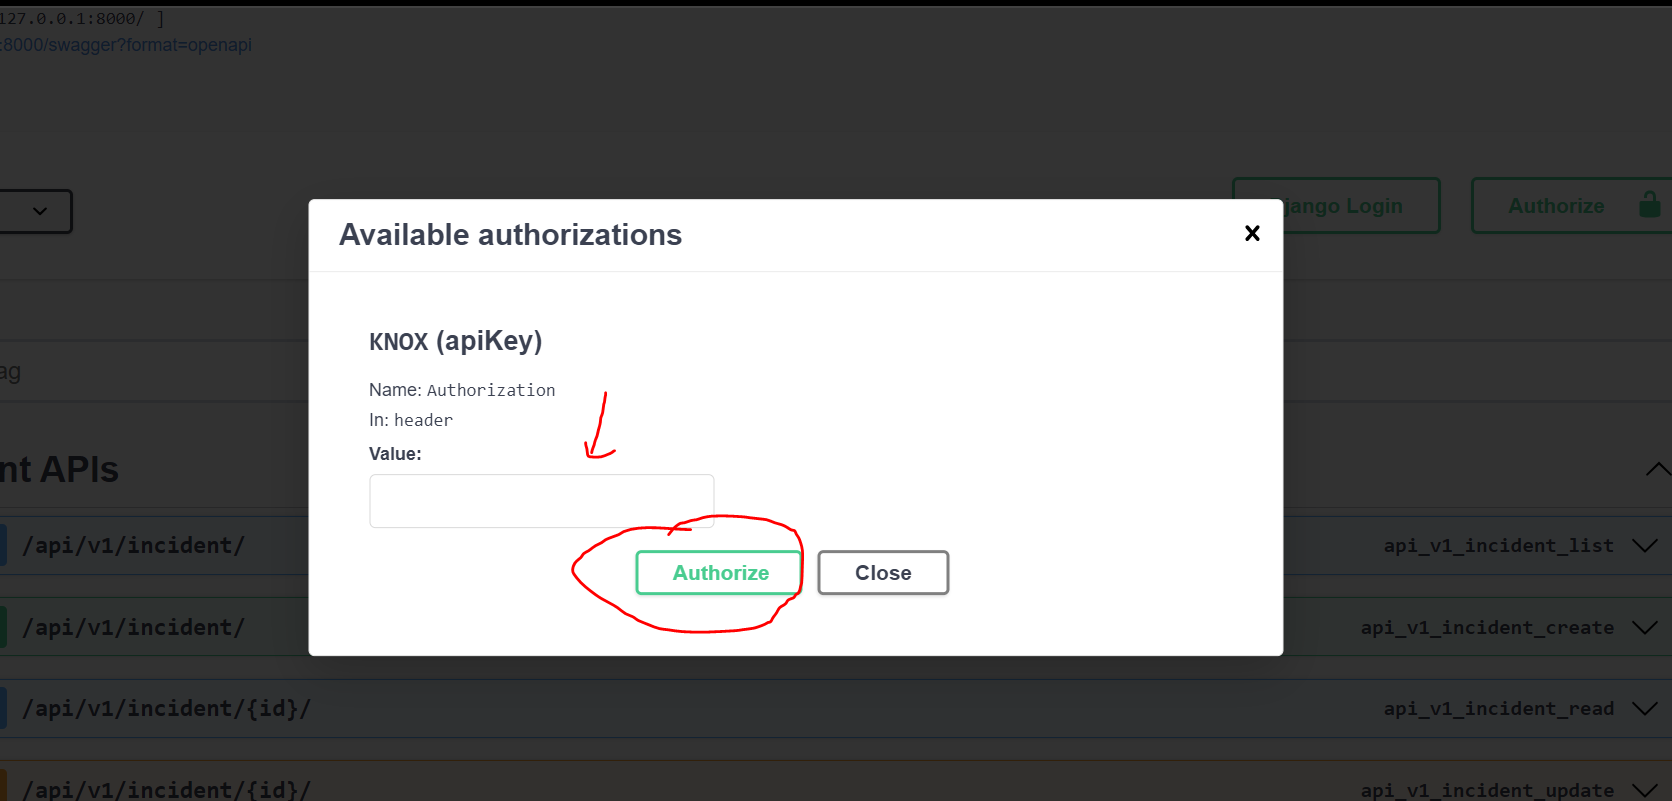 127.0.0.1:8000/ ]
:8000/swagger?format=openapi
jango Login
Authorize
Available authorizations
KNOX (apiKey)
Name: Authorization
In: header
Value:
ag
nt APIs
Authorize
Close
/api/v1/incident/
api_v1_incident_list
/api/v1/incident/
api_v1_incident_create
/api/v1/incident/{id}/
api_v1_incident_read
/api/v1/incident/{id}/
api_v1_incident_update